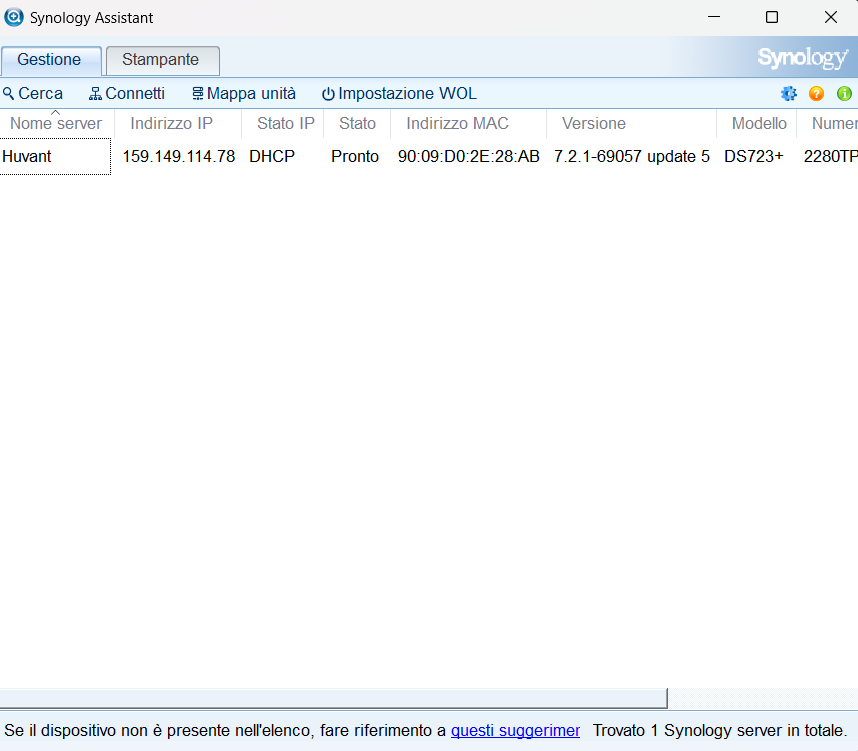 Synology Assistant
Gestione Stampante Synology
Cerca Connetti Mappa unità Impostazione WOL
Nome server Indirizzo IP Stato IP Stato Indirizzo MAC Versione Modello Numer
Huvant 159.149.114.78 DHCP Pronto 90:09:D0:2E:28:AB 7.2.1-69057 update 5 DS723+ 2280TP
Se il dispositivo non è presente nell'elenco, fare riferimento a questi suggerimer Trovato 1 Synology server in totale.